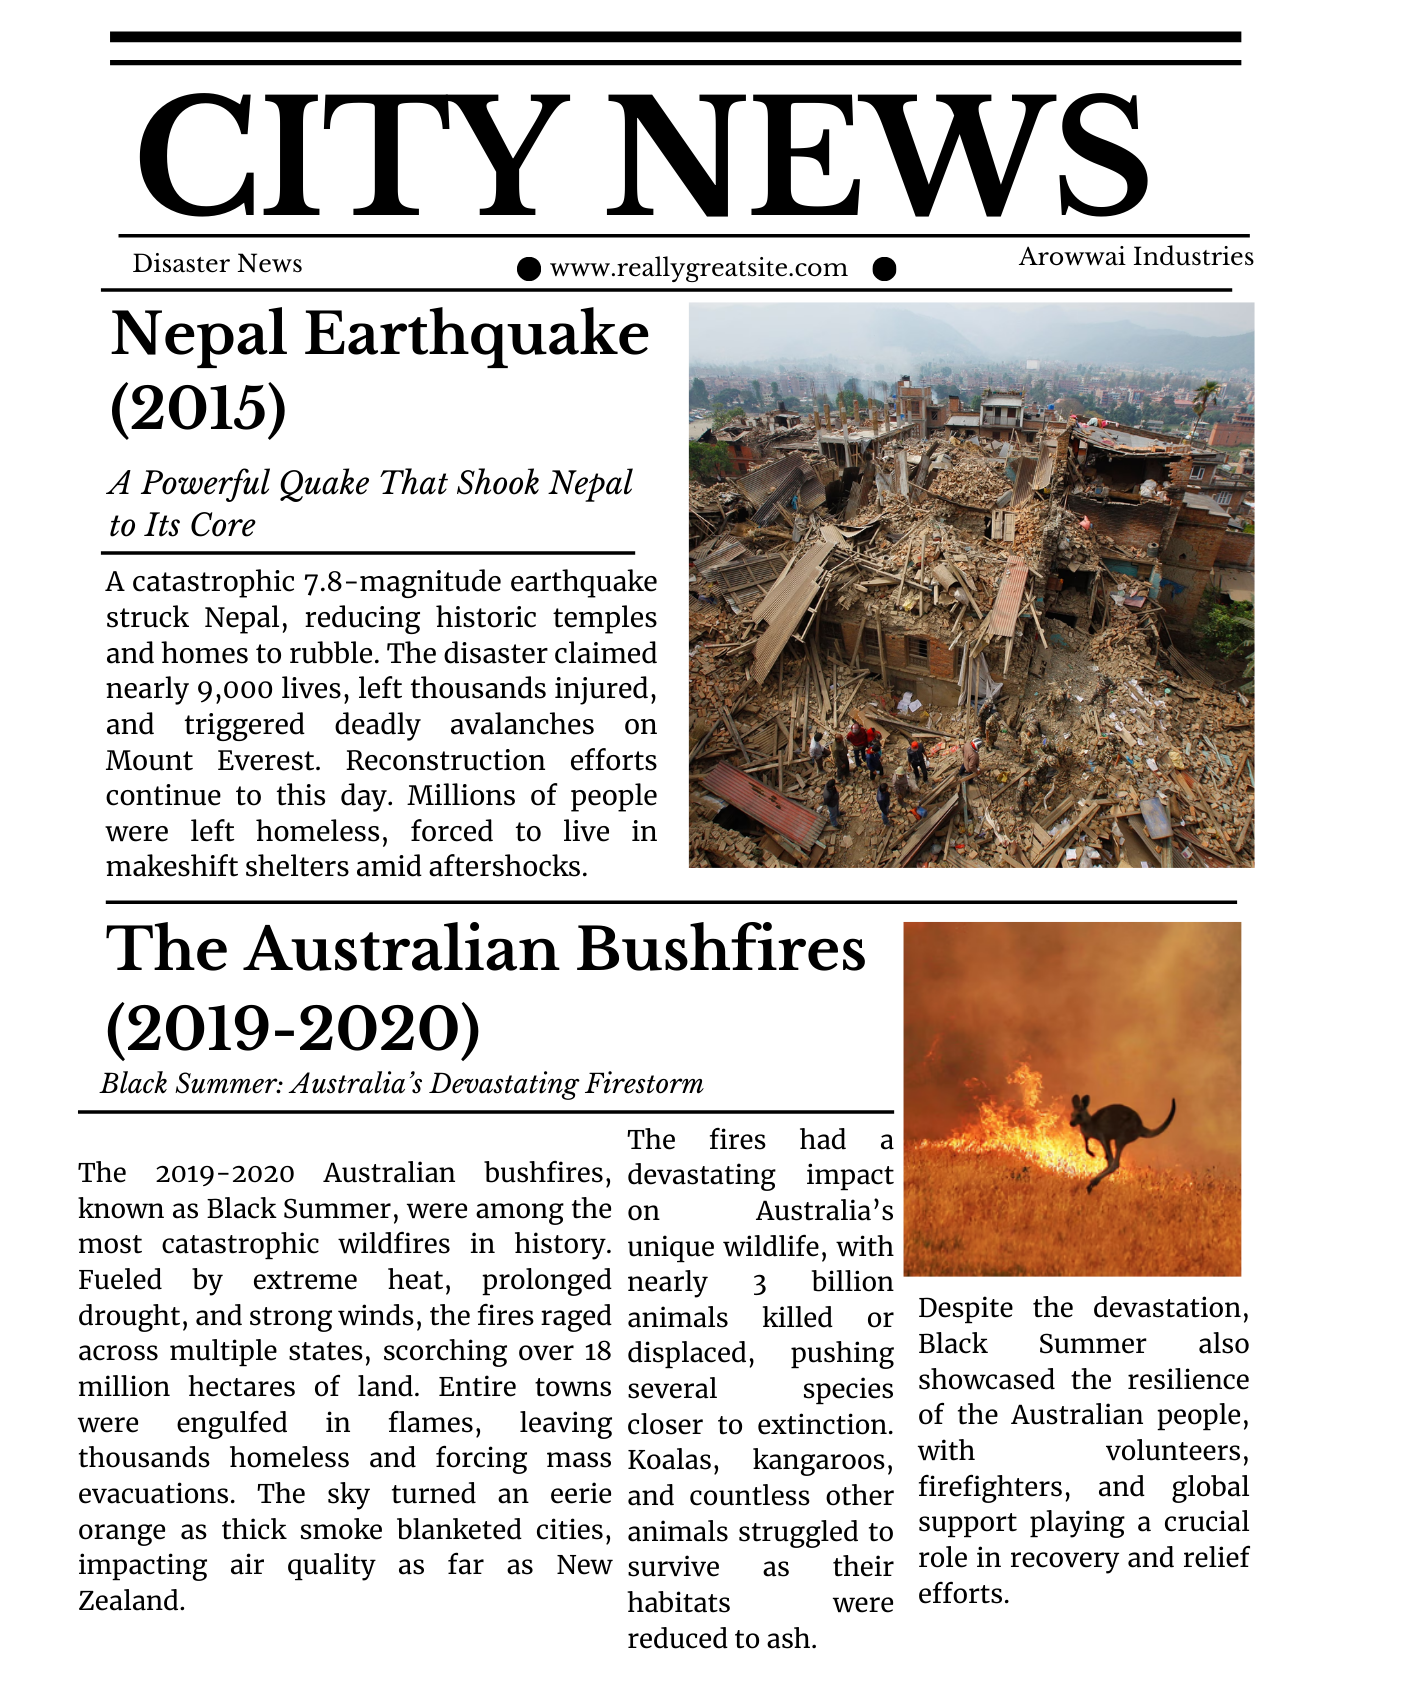 CITY NEWS
Disaster News
www.reallygreatsite.com
Arowwai Industries
Nepal Earthquake
(2015)
A Powerful Quake That Shook Nepal
to Its Core
A catastrophic 7.8-magnitude earthquake
struck Nepal, reducing historic temples
and homes to rubble. The disaster claimed
nearly 9,000 lives, left thousands injured,
and triggered deadly avalanches on
Mount Everest. Reconstruction efforts
continue to this day. Millions of people
were left homeless, forced to live in
makeshift shelters amid aftershocks.
The Australian Bushfires
(2019-2020)
Black Summer: Australia’s Devastating Firestorm
The 2019-2020 Australian bushfires,
known as Black Summer, were among the
most catastrophic wildfires in history.
Fueled by extreme heat, prolonged
drought, and strong winds, the fires raged
across multiple states, scorching over 18
million hectares of land. Entire towns
were engulfed in flames, leaving
thousands homeless and forcing mass
evacuations. The sky turned an eerie
orange as thick smoke blanketed cities,
impacting air quality as far as New
Zealand.
The fires had a
devastating impact
on Australia’s
unique wildlife, with
nearly 3 billion
animals killed or
displaced, pushing
several species
closer to extinction.
Koalas, kangaroos,
and countless other
animals struggled to
survive as their
habitats were
reduced to ash.
Despite the devastation,
Black Summer also
showcased the resilience
of the Australian people,
with volunteers,
firefighters, and global
support playing a crucial
role in recovery and relief
efforts.